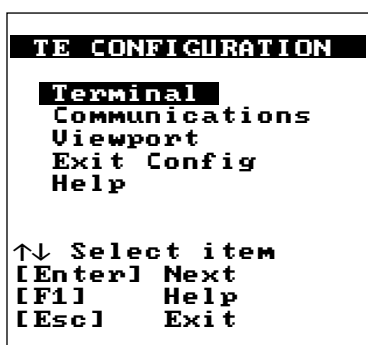 TE CONFIGURATION
Terminal
Communications
Viewport
Exit Config
Help
↑↓ Select item
[Enter] Next
[F1] Help
[Esc] Exit